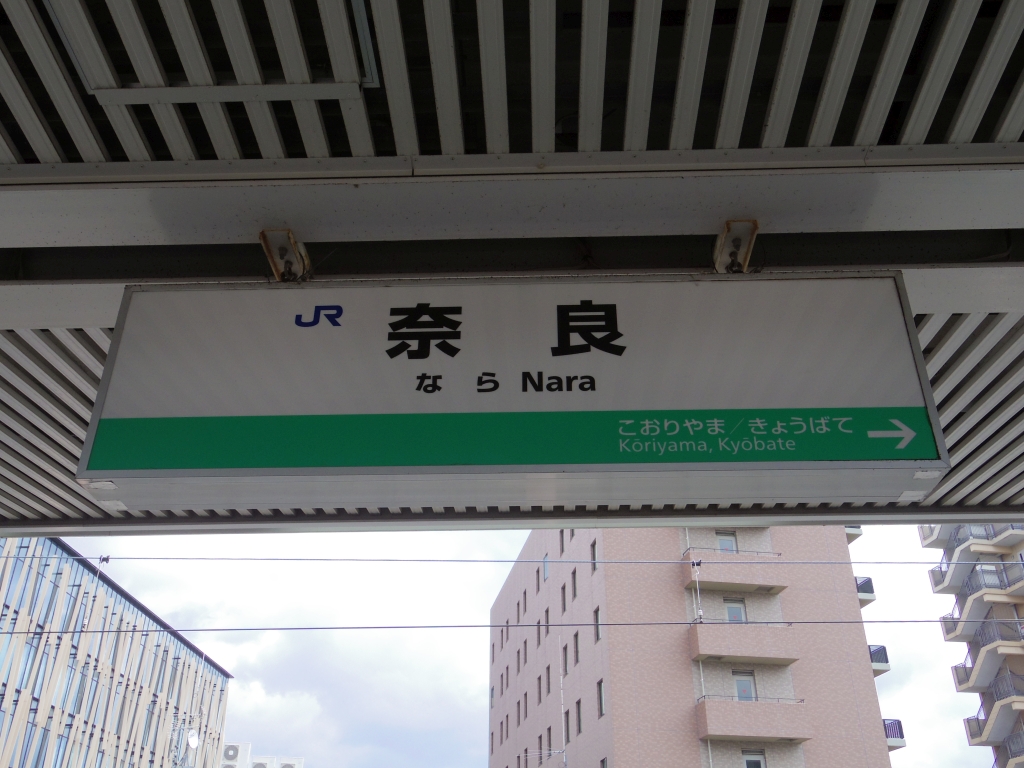 JR 奈良
なら Nara
こおりやま/きょうばて →
Kōriyama, Kyōbate